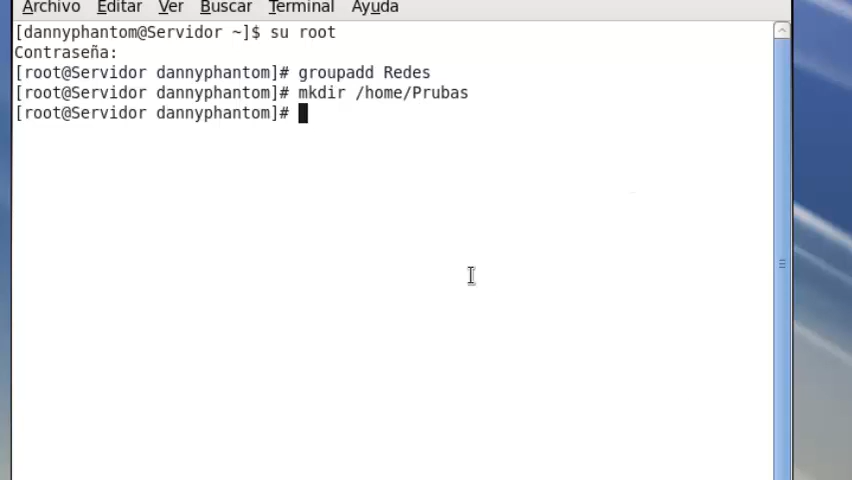 Archivo Editar Ver Buscar Terminal Ayuda
[dannyphantom@Servidor ~]$ su root
Contraseña:
[root@Servidor dannyphantom]# groupadd Redes
[root@Servidor dannyphantom]# mkdir /home/Prubas
[root@Servidor dannyphantom]#